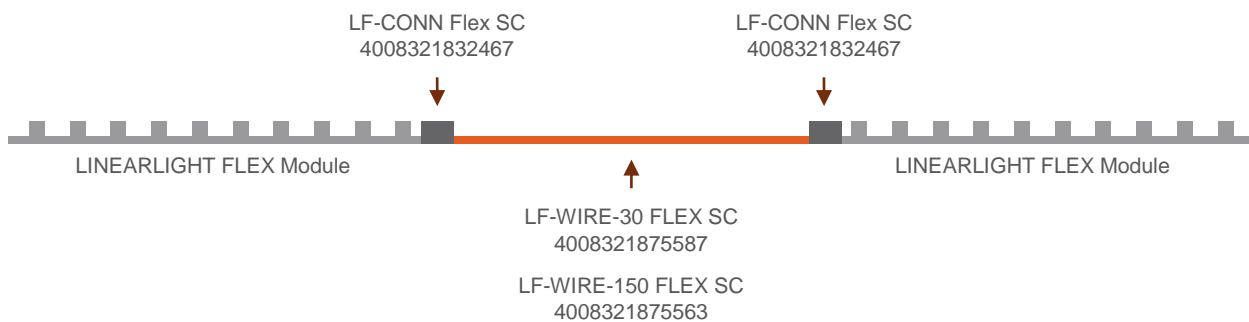 LF-CONN Flex SC
4008321832467
LF-CONN Flex SC
4008321832467
LINEARLIGHT FLEX Module
LINEARLIGHT FLEX Module
LF-WIRE-30 FLEX SC
4008321875587
LF-WIRE-150 FLEX SC
4008321875563